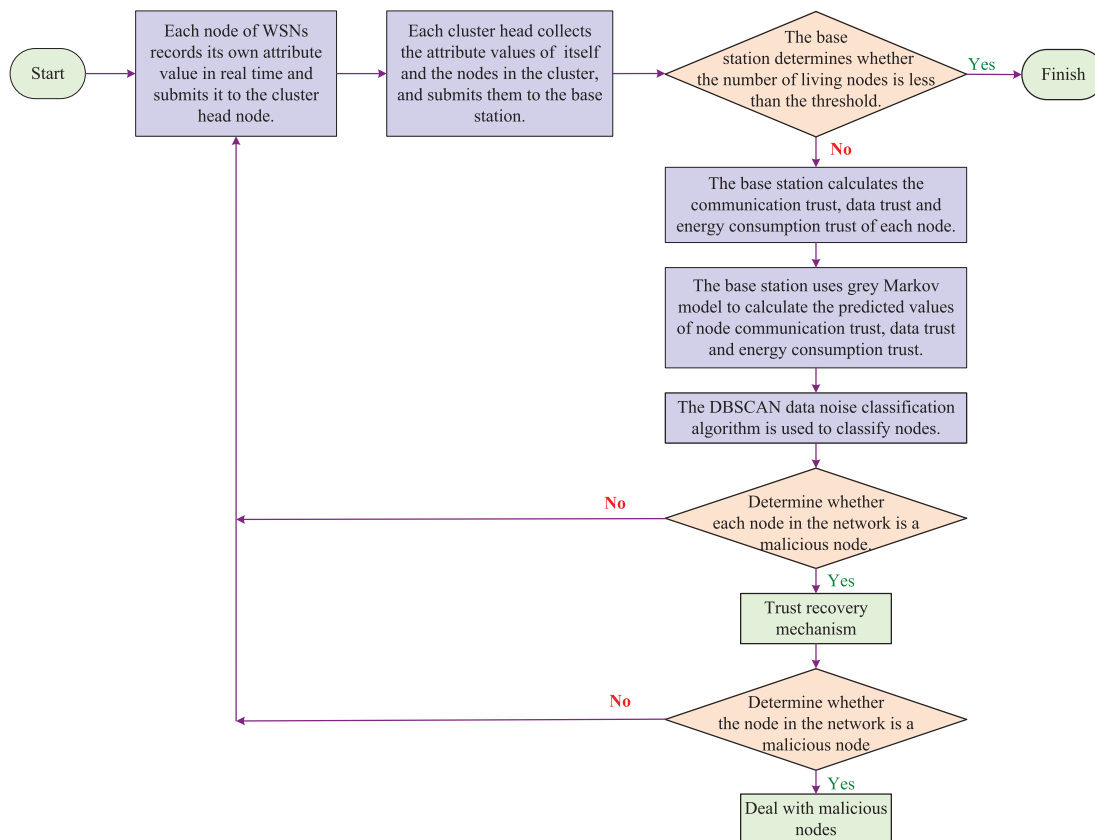 Start
Each node of WSNs
records its own attribute
value in real time and
submits it to the cluster
head node.
Each cluster head collects
the attribute values of itself
and the nodes in the cluster,
and submits them to the base
station.
The
base
station determines whether
the number of living nodes is less
than the threshold.
Yes
Finish
No
The base station calculates the
communication trust, data trust and
energy consumption trust of each node.
The base station uses grey Markov
model to calculate the predicted values
of node communication trust, data trust
and energy consumption trust.
The DBSCAN data noise classification
algorithm is used to classify nodes.
No
Determine whether
each node in the network is a
malicious node.
Yes
Trust recovery
mechanism
No
Determine whether
the node in the network is a
malicious node
Yes
Deal with malicious
nodes